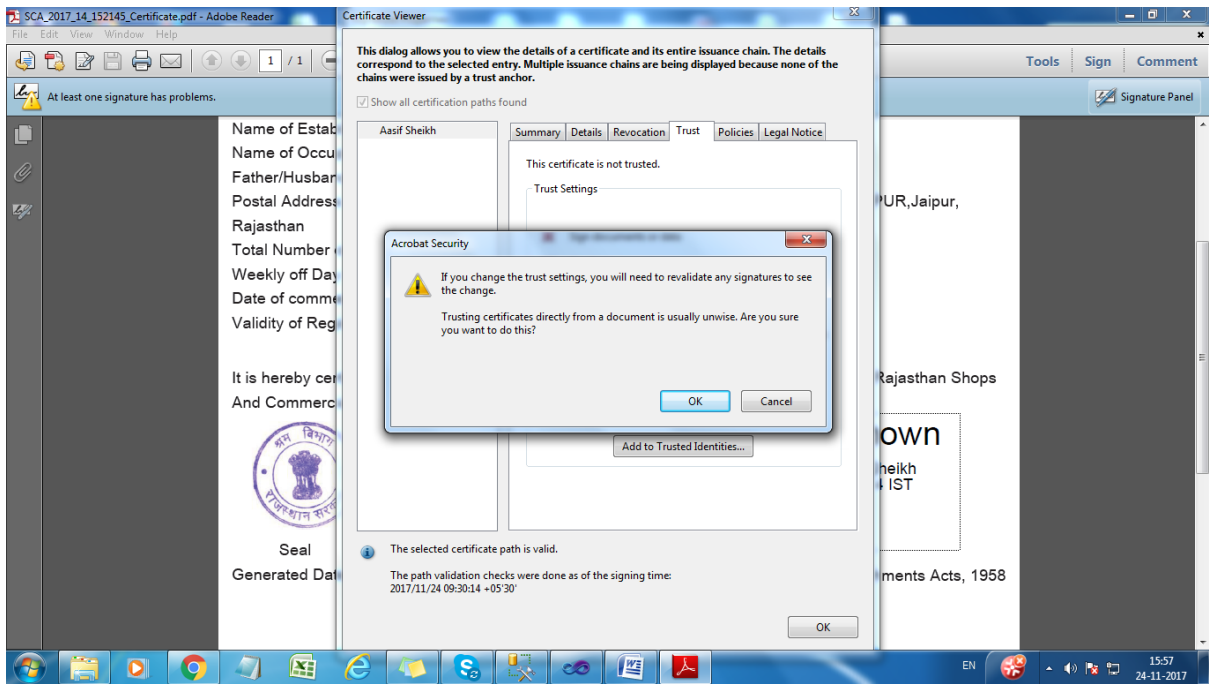 SCA_2017_14_152145_Certificate.pdf - Adobe Reader
File Edit View Window Help
1 / 1
Tools Sign Comment
At least one signature has problems.
Signature Panel
Certificate Viewer
This dialog allows you to view the details of a certificate and its entire issuance chain. The details
correspond to the selected entry. Multiple issuance chains are being displayed because none of the
chains were issued by a trust anchor.
Show all certification paths found
Aasif Sheikh
Summary Details Revocation Trust Policies Legal Notice
This certificate is not trusted.
Trust Settings
Sign documents or data
Acrobat Security
If you change the trust settings, you will need to revalidate any signatures to see
the change.
Trusting certificates directly from a document is usually unwise. Are you sure
you want to do this?
OK Cancel
Add to Trusted Identities...
The selected certificate path is valid.
The path validation checks were done as of the signing time:
2017/11/24 09:30:14 +05'30'
OK
Name of Estab
Name of Occu
Father/Husban
Postal Address
PUR,Jaipur,
Rajasthan
Total Number
Weekly off Day
Date of comme
Validity of Reg
It is hereby cer
Rajasthan Shops
And Commerc
own
heikh
IST
श्रम विभाग
राजस्थान सर
Seal
Generated Dat
ments Acts, 1958
EN
15:57
24-11-2017